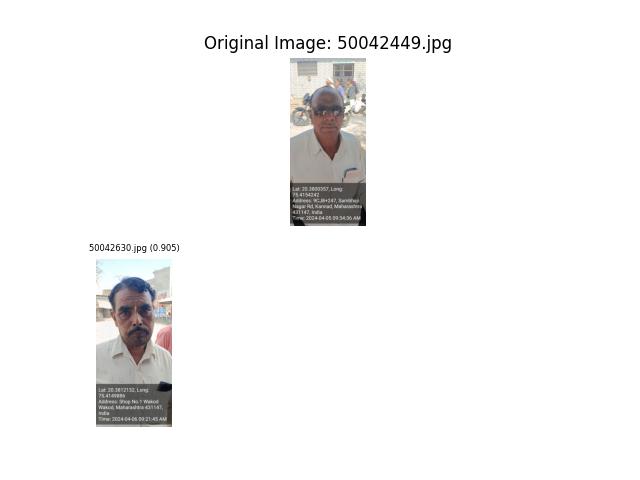 Original Image: 50042449.jpg
Lat: 20.3800357, Long:
75.4154242
Address: 9CJ8+247, Sambhaji
Nagar Rd, Kannad, Maharashtra
431147, India
Time: 2024-04-05 09:54:36 AM
50042630.jpg (0.905)
Lat: 20.3812132, Long:
75.4149886
Address: Shop No.1 Wakod
Wakod, Maharashtra 431147,
India
Time: 2024-04-06 09:21:45 AM